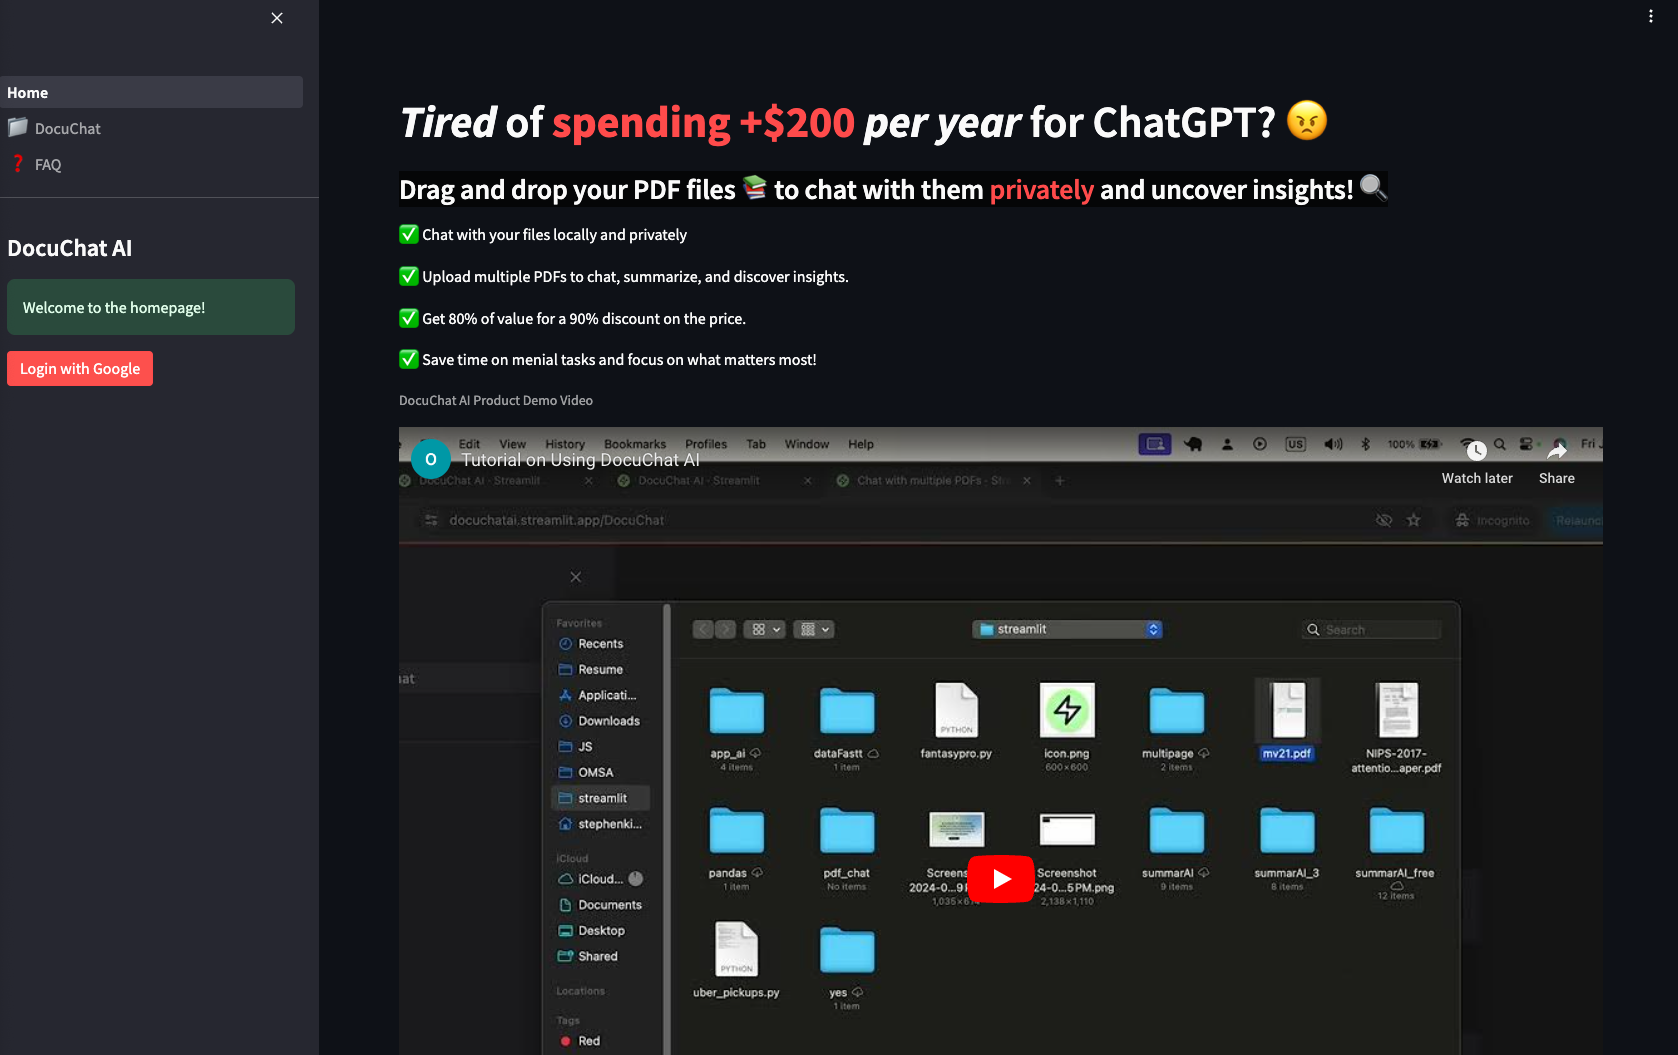 Home
DocuChat
FAQ
DocuChat AI
Welcome to the homepage!
Login with Google
Tired of spending +$200 per year for ChatGPT?
Drag and drop your PDF files to chat with them privately and uncover insights!
Chat with your files locally and privately
Upload multiple PDFs to chat, summarize, and discover insights.
Get 80% of value for a 90% discount on the price.
Save time on menial tasks and focus on what matters most!
DocuChat AI Product Demo Video
Edit View History Bookmarks Profiles Tab Window Help US 100% Fri
O Tutorial on Using DocuChat AI
Watch later Share
DocuChat AI - Streamlit DocuChat AI - Streamlit Chat with multiple PDFs - Str
docuchatai.streamlit.app/DocuChat Incognito Relaunc
Favorites
Recents
Resume
Applicati...
Downloads
JS
OMSA
streamlit
stephenki...
iCloud
iCloud...
Documents
Desktop
Shared
Locations
Tags
Red
streamlit Search
app_ai dataFastt fantasypro.py icon.png multipage mv21.pdf NIPS-2017-
4 items 1 item 600×600 2 items attentio...aper.pdf
pandas pdf_chat Screens Screenshot summarAI summarAI_3 summarAI_free
1 item No items 2024-0...9 24-0...5 PM.png 9 items 8 items 12 items
2,138×1,110
uber_pickups.py yes
1 item